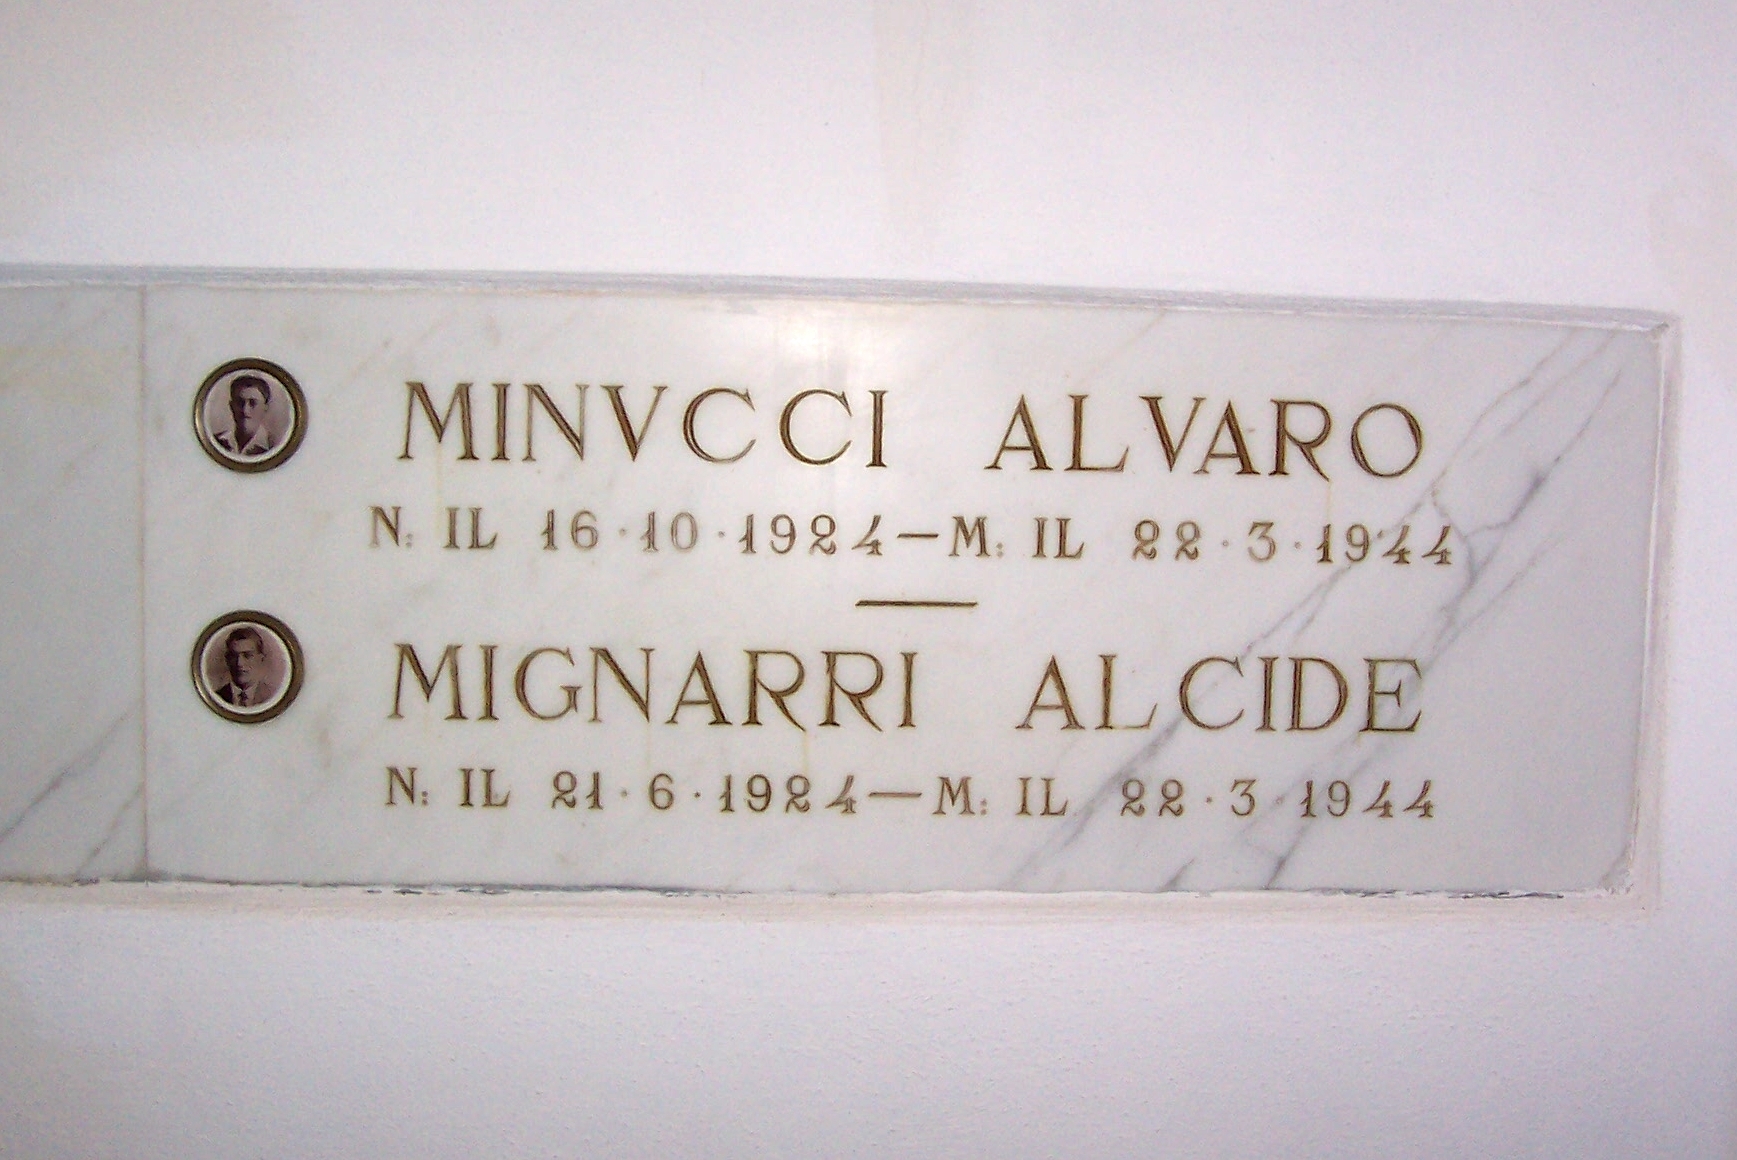 MINVCCI ALVARO
N: IL 16·10·1924—M: IL 22·3·1944
MIGNARRI ALCIDE
N: IL 21·6·1924—M: IL 22·3·1944